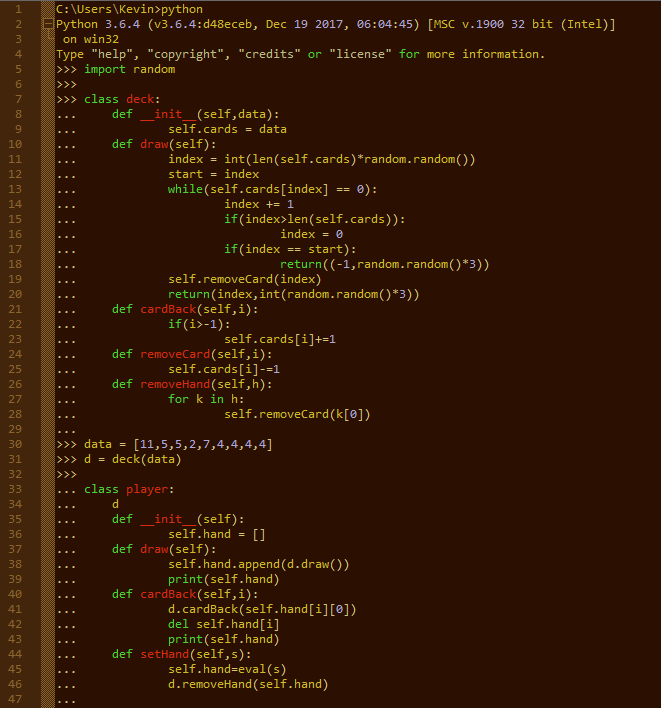 1 C:\Users\Kevin>python
2 Python 3.6.4 (v3.6.4:d48eceb, Dec 19 2017, 06:04:45) [MSC v.1900 32 bit (Intel)]
3  on win32
4 Type "help", "copyright", "credits" or "license" for more information.
5 >>> import random
6 >>>
7 >>> class deck:
8 ...     def __init__(self,data):
9 ...             self.cards = data
10 ...     def draw(self):
11 ...             index = int(len(self.cards)*random.random())
12 ...             start = index
13 ...             while(self.cards[index] == 0):
14 ...                     index += 1
15 ...                     if(index>len(self.cards)):
16 ...                             index = 0
17 ...                     if(index == start):
18 ...                             return((-1,random.random()*3))
19 ...             self.removeCard(index)
20 ...             return(index,int(random.random()*3))
21 ...     def cardBack(self,i):
22 ...             if(i>-1):
23 ...                     self.cards[i]+=1
24 ...     def removeCard(self,i):
25 ...             self.cards[i]-=1
26 ...     def removeHand(self,h):
27 ...             for k in h:
28 ...                     self.removeCard(k[0])
29 ...
30 >>> data = [11,5,5,2,7,4,4,4,4]
31 >>> d = deck(data)
32 >>>
33 ... class player:
34 ...     d
35 ...     def __init__(self):
36 ...             self.hand = []
37 ...     def draw(self):
38 ...             self.hand.append(d.draw())
39 ...             print(self.hand)
40 ...     def cardBack(self,i):
41 ...             d.cardBack(self.hand[i][0])
42 ...             del self.hand[i]
43 ...             print(self.hand)
44 ...     def setHand(self,s):
45 ...             self.hand=eval(s)
46 ...             d.removeHand(self.hand)
47 ...